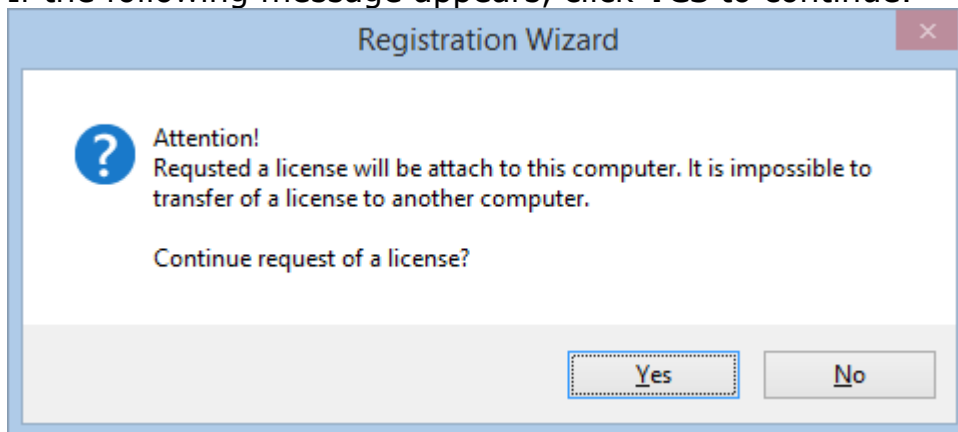 If the following message appears, click Yes to continue.
Registration Wizard
Attention!
Requsted a license will be attach to this computer. It is impossible to
transfer of a license to another computer.
Continue request of a license?
Yes
No